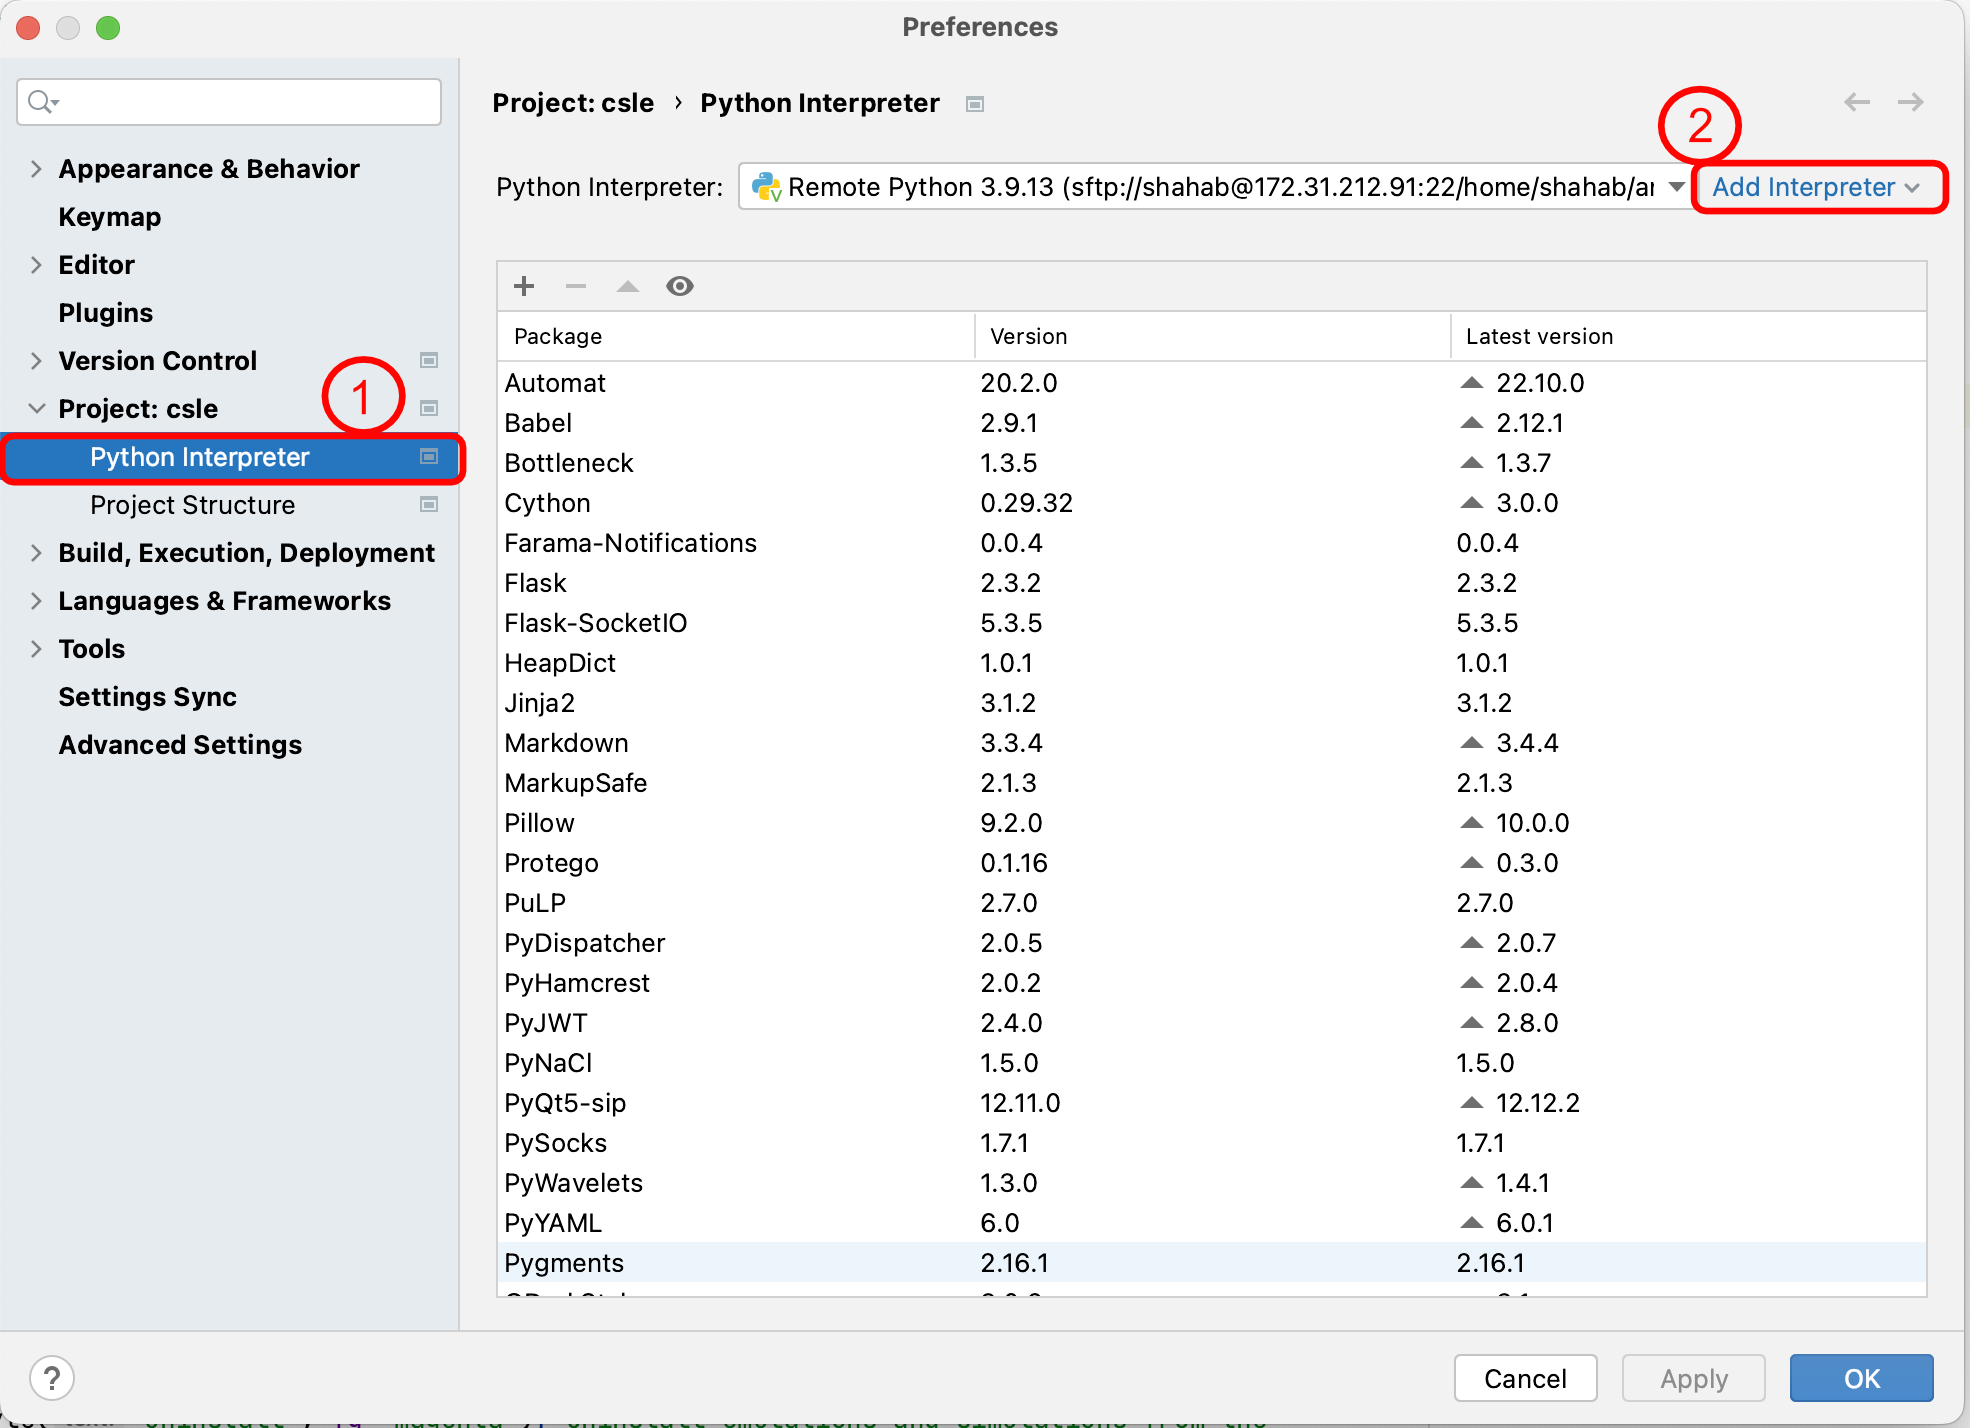 Preferences
Project: csle › Python Interpreter
2
Python Interpreter: Remote Python 3.9.13 (sftp://shahab@172.31.212.91:22/home/shahab/ar Add Interpreter
Appearance & Behavior
Keymap
Editor
Plugins
Version Control
1
Project: csle
Python Interpreter
Project Structure
Build, Execution, Deployment
Languages & Frameworks
Tools
Settings Sync
Advanced Settings
Package Version Latest version
Automat 20.2.0 22.10.0
Babel 2.9.1 2.12.1
Bottleneck 1.3.5 1.3.7
Cython 0.29.32 3.0.0
Farama-Notifications 0.0.4 0.0.4
Flask 2.3.2 2.3.2
Flask-SocketIO 5.3.5 5.3.5
HeapDict 1.0.1 1.0.1
Jinja2 3.1.2 3.1.2
Markdown 3.3.4 3.4.4
MarkupSafe 2.1.3 2.1.3
Pillow 9.2.0 10.0.0
Protego 0.1.16 0.3.0
PuLP 2.7.0 2.7.0
PyDispatcher 2.0.5 2.0.7
PyHamcrest 2.0.2 2.0.4
PyJWT 2.4.0 2.8.0
PyNaCl 1.5.0 1.5.0
PyQt5-sip 12.11.0 12.12.2
PySocks 1.7.1 1.7.1
PyWavelets 1.3.0 1.4.1
PyYAML 6.0 6.0.1
Pygments 2.16.1 2.16.1
? Cancel Apply OK